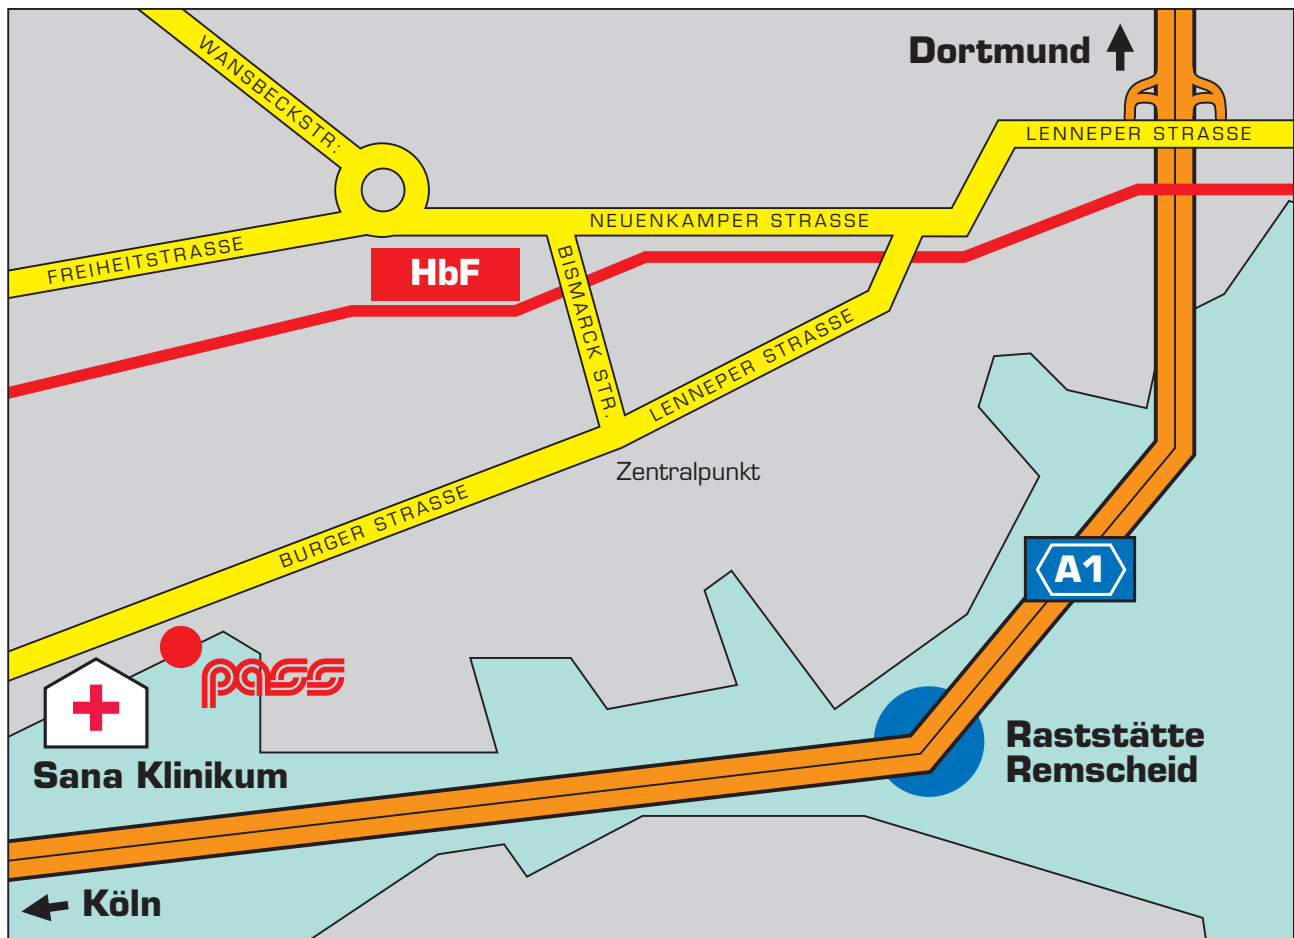 Dortmund
WANSBECKSTR:
LENNEPER STRASSE
NEUENKAMPER STRASSE
FREIHEITSTRASSE
HbF
BISMARCK STR.
LENNEPER STRASSE
Zentralpunkt
BURGER STRASSE
A1
pass
Raststätte
Remscheid
Sana Klinikum
Köln